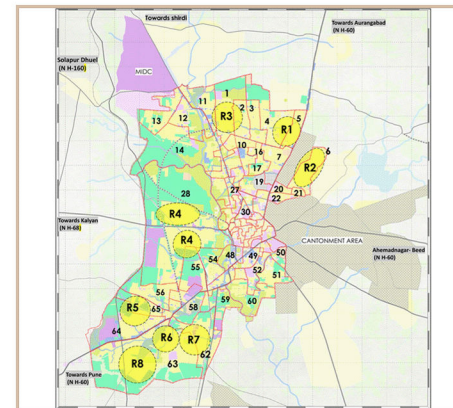 Towards shirdi
Towards Aurangabad
(N H-60)
Solapur Dhuel
(N H-160)
MIDC
1
11
2
3
R3
13
12
4
5
R1
10
16
7
6
14
17
R2
19
28
27
20
21
22
R4
30
Towards Kalyan
(N H-68)
R4
CANTONMENT AREA
Ahemadnagar- Beed
(N H-60)
54
48
49
50
55
52
51
56
59
60
R5
65
58
64
R6
R7
62
R8
63
Towards Pune
(N H-60)